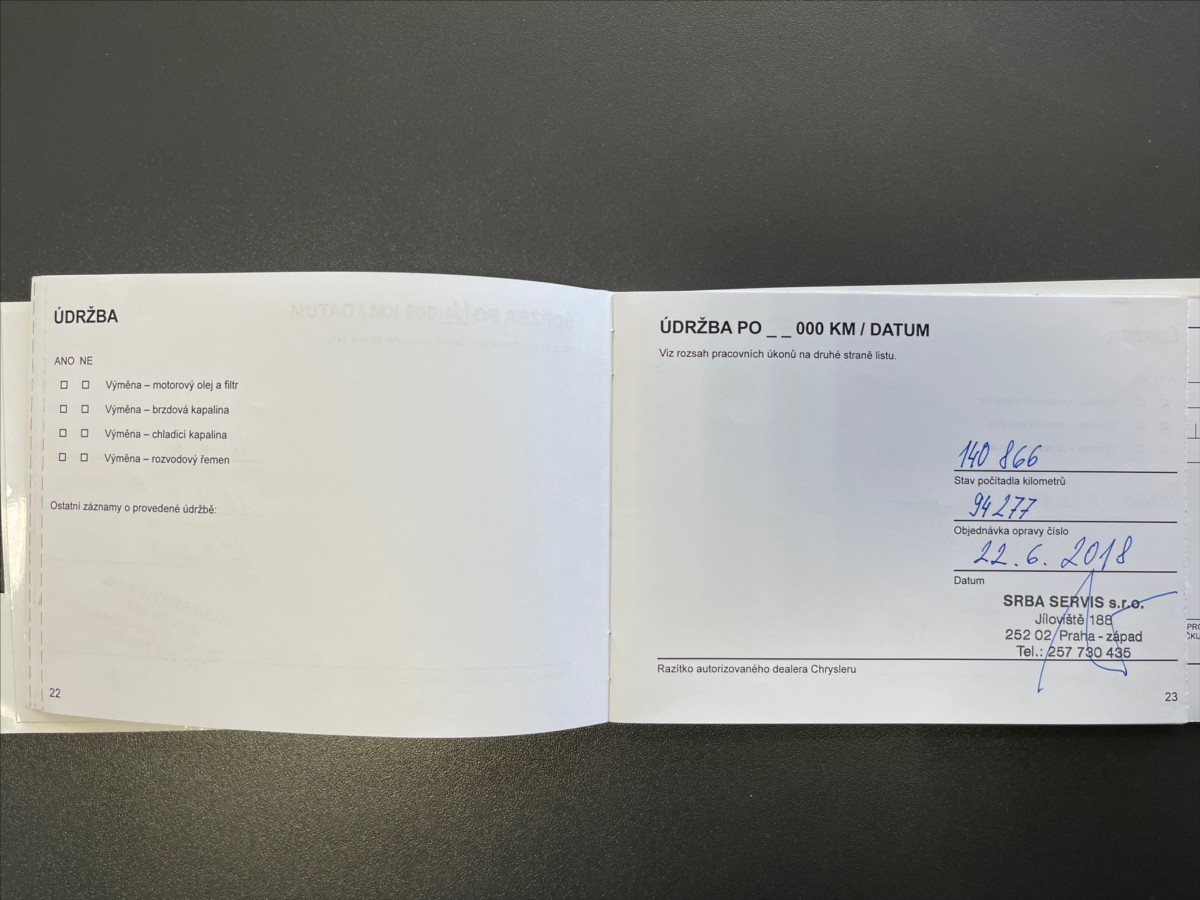 ÚDRŽBA
ANO NE
Výměna – motorový olej a filtr
Výměna – brzdová kapalina
Výměna – chladicí kapalina
Výměna – rozvodový řemen
Ostatní záznamy o provedené údržbě:
22
ÚDRŽBA PO _ _ 000 KM / DATUM
Viz rozsah pracovních úkonů na druhé straně listu.
140 866
Stav počítadla kilometrů
94277
Objednávka opravy číslo
22. 6. 2018
Datum
SRBA SERVIS s.r.o.
Jíloviště 188
252 02 Praha - západ
Tel.: 257 730 435
Razítko autorizovaného dealera Chrysleru
23